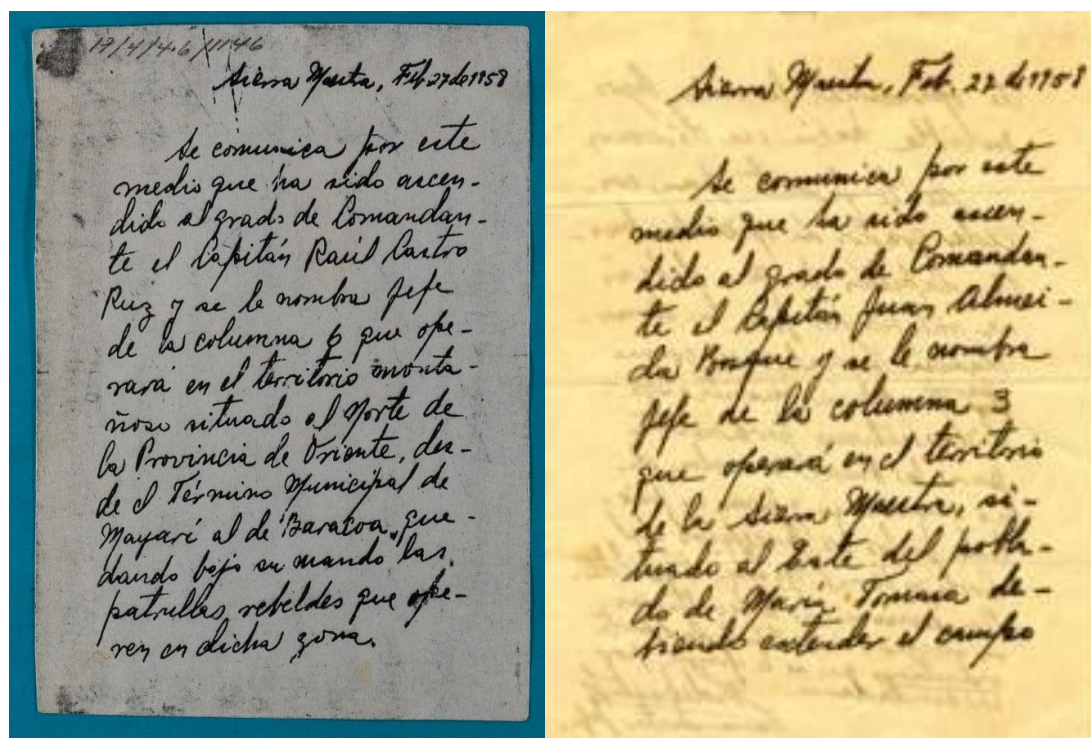 17/4/4.6/1146
Sierra Maestra, Feb 27 de 1958
Se comunica por este
medio que ha sido ascen-
dido al grado de Comandan-
te el Capitán Raúl Castro
Ruz y se le nombra Jefe
de la columna 6 que ope-
rará en el territorio monta-
ñoso situado al Norte de
la Provincia de Oriente, des-
de el Término Municipal de
Mayarí al de Baracoa, que-
dando bajo su mando las
patrullas rebeldes que ope-
ren en dicha zona.
Sierra Maestra, Feb. 27 de 1958
Se comunica por este
medio que ha sido ascen-
dido al grado de Comandan-
te el Capitán Juan Almei-
da Bosque y se le nombra
Jefe de la columna 3
que operará en el territorio
de la Sierra Maestra, si-
tuado al Este del pobla-
do de María Tomasa de-
biendo extender el campo